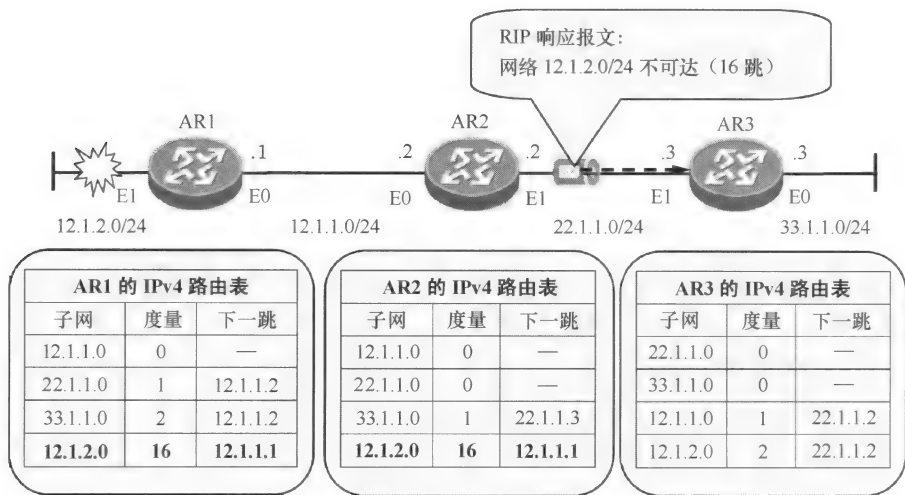 RIP 响应报文:
网络 12.1.2.0/24 不可达（16 跳）
AR1
AR2
AR3
.1
.2
.2
.3
.3
E1
E0
E0
E1
E1
E0
12.1.2.0/24
12.1.1.0/24
22.1.1.0/24
33.1.1.0/24
AR1 的 IPv4 路由表
子网 度量 下一跳
12.1.1.0 0 —
22.1.1.0 1 12.1.1.2
33.1.1.0 2 12.1.1.2
12.1.2.0 16 12.1.1.1
AR2 的 IPv4 路由表
子网 度量 下一跳
12.1.1.0 0 —
22.1.1.0 0 —
33.1.1.0 1 22.1.1.3
12.1.2.0 16 12.1.1.1
AR3 的 IPv4 路由表
子网 度量 下一跳
22.1.1.0 0 —
33.1.1.0 0 —
12.1.1.0 1 22.1.1.2
12.1.2.0 2 22.1.1.2